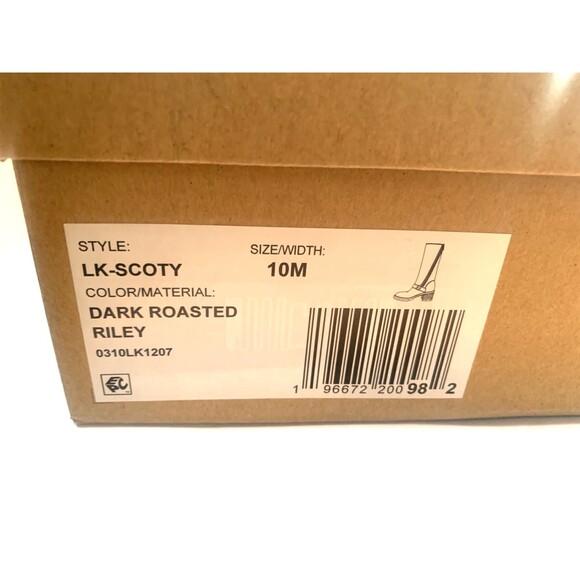 STYLE: SIZE/WIDTH:
LK-SCOTY 10M
COLOR/MATERIAL:
DARK ROASTED
RILEY
0310LK1207
1 96672 20098 2